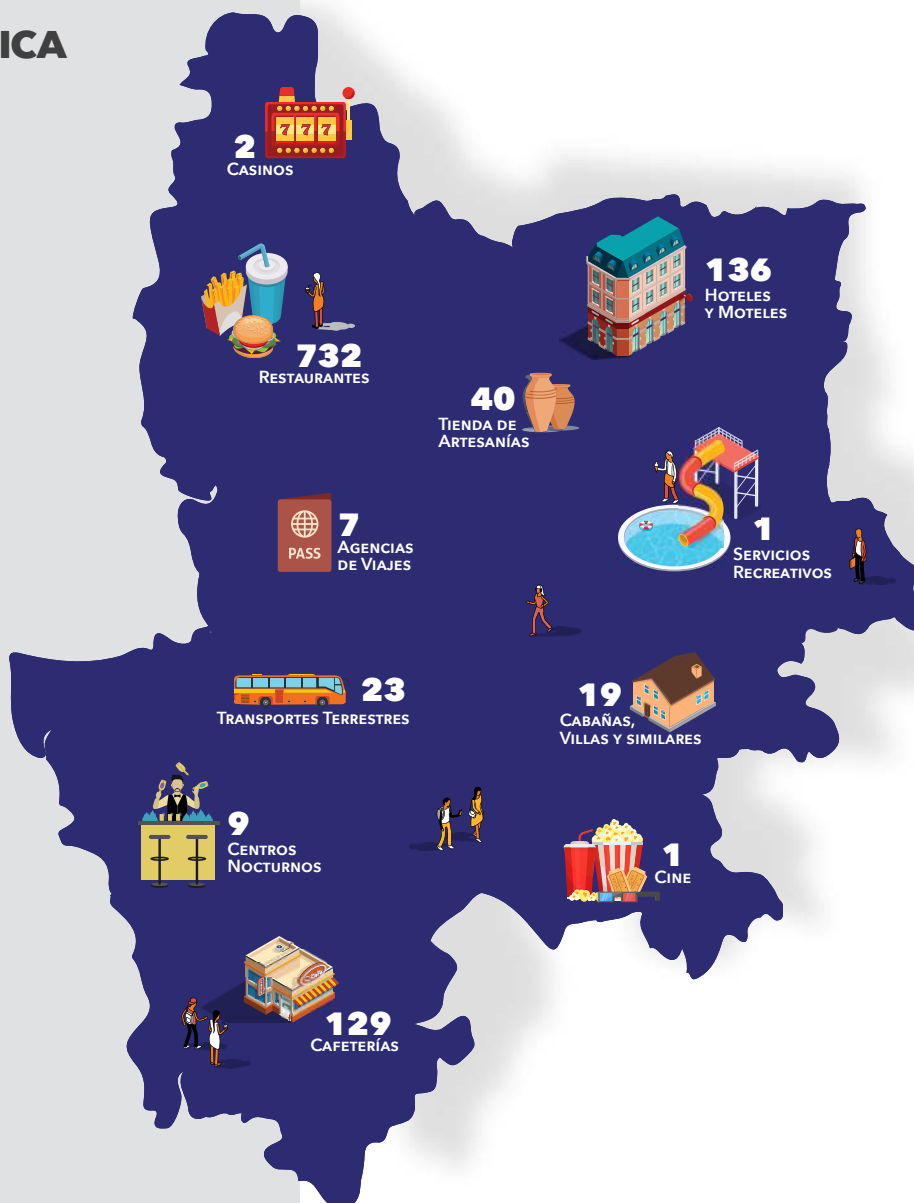 ICA
777
2
CASINOS
136
HOTELES
Y MOTELES
732
RESTAURANTES
40
TIENDA DE
ARTESANÍAS
PASS
7
AGENCIAS
DE VIAJES
1
SERVICIOS
RECREATIVOS
23
TRANSPORTES TERRESTRES
19
CABAÑAS,
VILLAS Y SIMILARES
9
CENTROS
NOCTURNOS
1
CINE
129
CAFETERÍAS